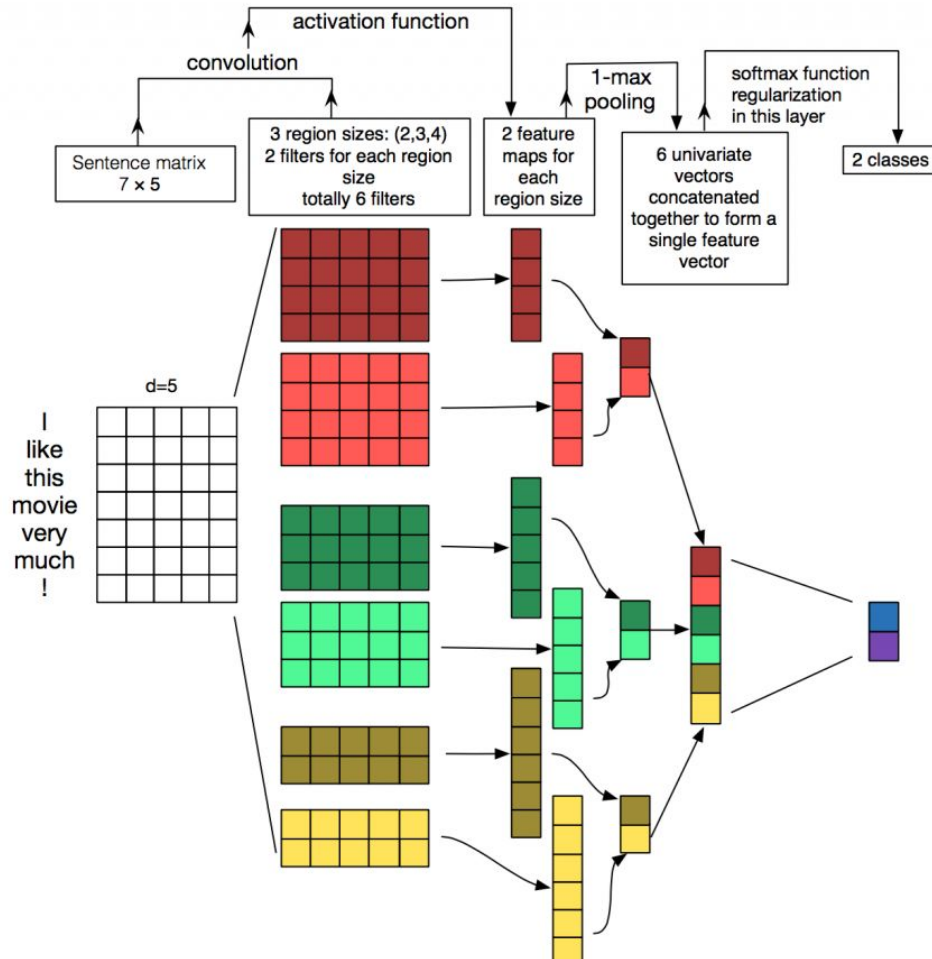 activation function
convolution
1-max
pooling
softmax function
regularization
in this layer
Sentence matrix
7 × 5
3 region sizes: (2,3,4)
2 filters for each region
size
totally 6 filters
2 feature
maps for
each
region size
6 univariate
vectors
concatenated
together to form a
single feature
vector
2 classes
d=5
I
like
this
movie
very
much
!